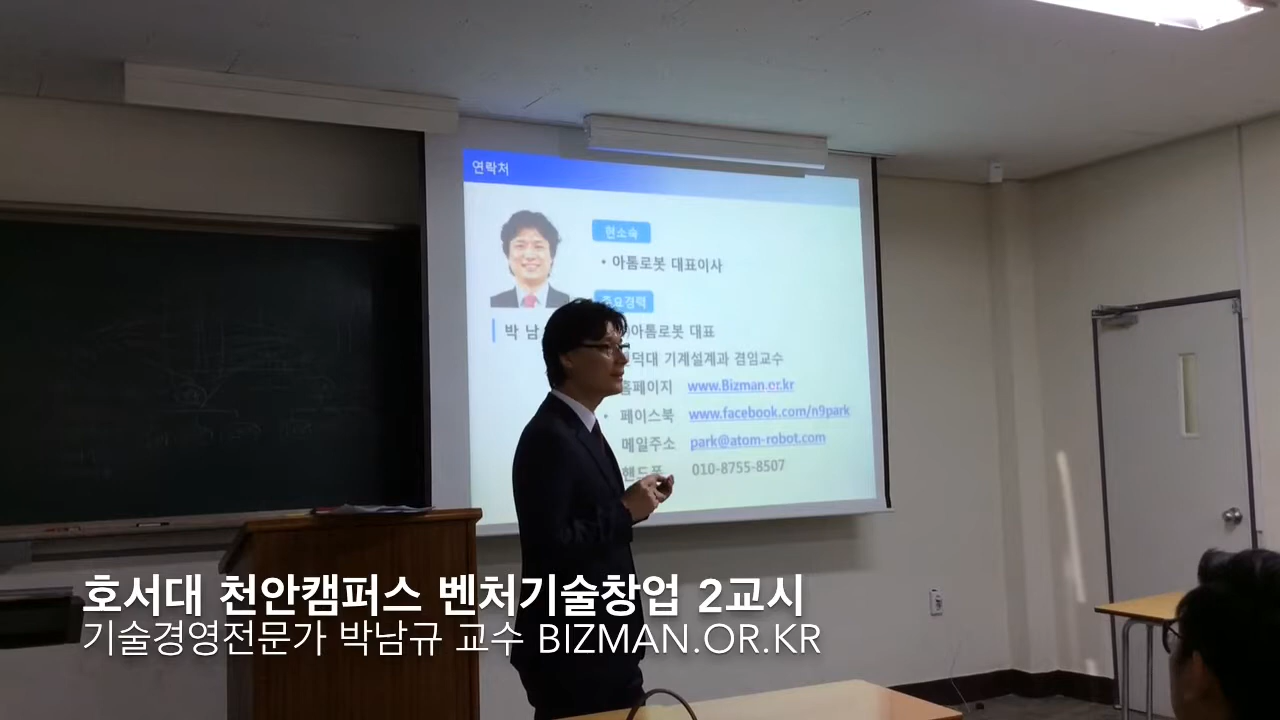 연락처
현소속
• 아톰로봇 대표이사
주요경력
박 남
아톰로봇 대표
덕대 기계설계과 겸임교수
홈페이지 www.Bizman.or.kr
• 페이스북 www.facebook.com/n9park
메일주소 park@atom-robot.com
핸드폰 010-8755-8507
호서대 천안캠퍼스 벤처기술창업 2교시
기술경영전문가 박남규 교수 BIZMAN.OR.KR